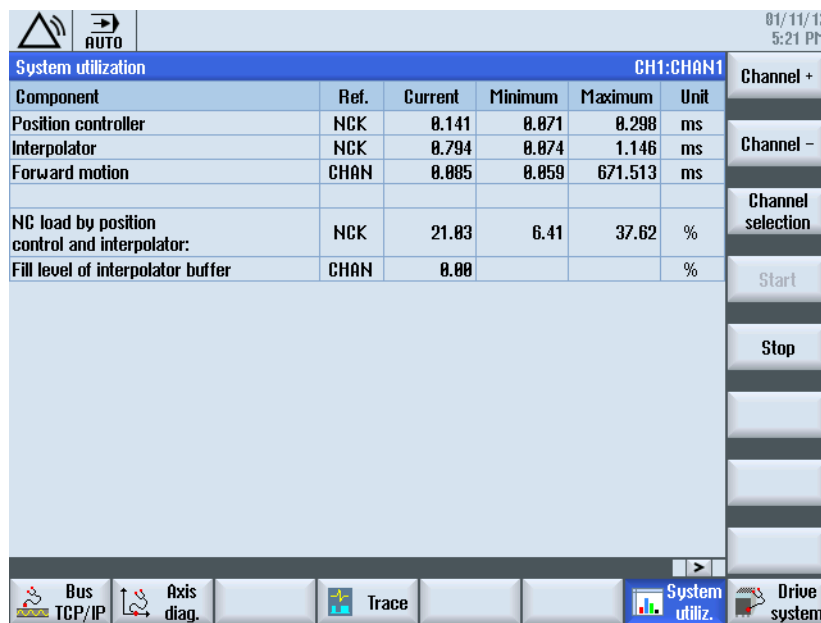 01/11/1
AUTO
5:21 PM
System utilization CH1:CHAN1
Channel +
Component Ref. Current Minimum Maximum Unit
Position controller NCK 0.141 0.071 0.298 ms
Interpolator NCK 0.794 0.074 1.146 ms
Channel –
Forward motion CHAN 0.085 0.059 671.513 ms
Channel
selection
NC load by position
control and interpolator: NCK 21.03 6.41 37.62 %
Fill level of interpolator buffer CHAN 0.00 %
Start
Stop
>
Bus
TCP/IP
Axis
diag.
Trace
System
utiliz.
Drive
system